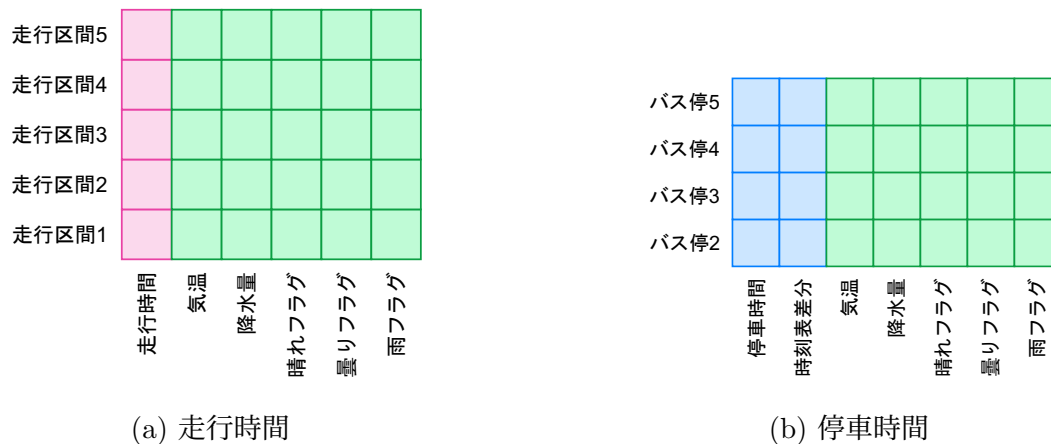 走行区間5
走行区間4
走行区間3
走行区間2
走行区間1
走行時間
気温
降水量
晴れフラグ
曇りフラグ
雨フラグ
(a) 走行時間
バス停5
バス停4
バス停3
バス停2
停車時間
時刻表差分
気温
降水量
晴れフラグ
曇りフラグ
雨フラグ
(b) 停車時間